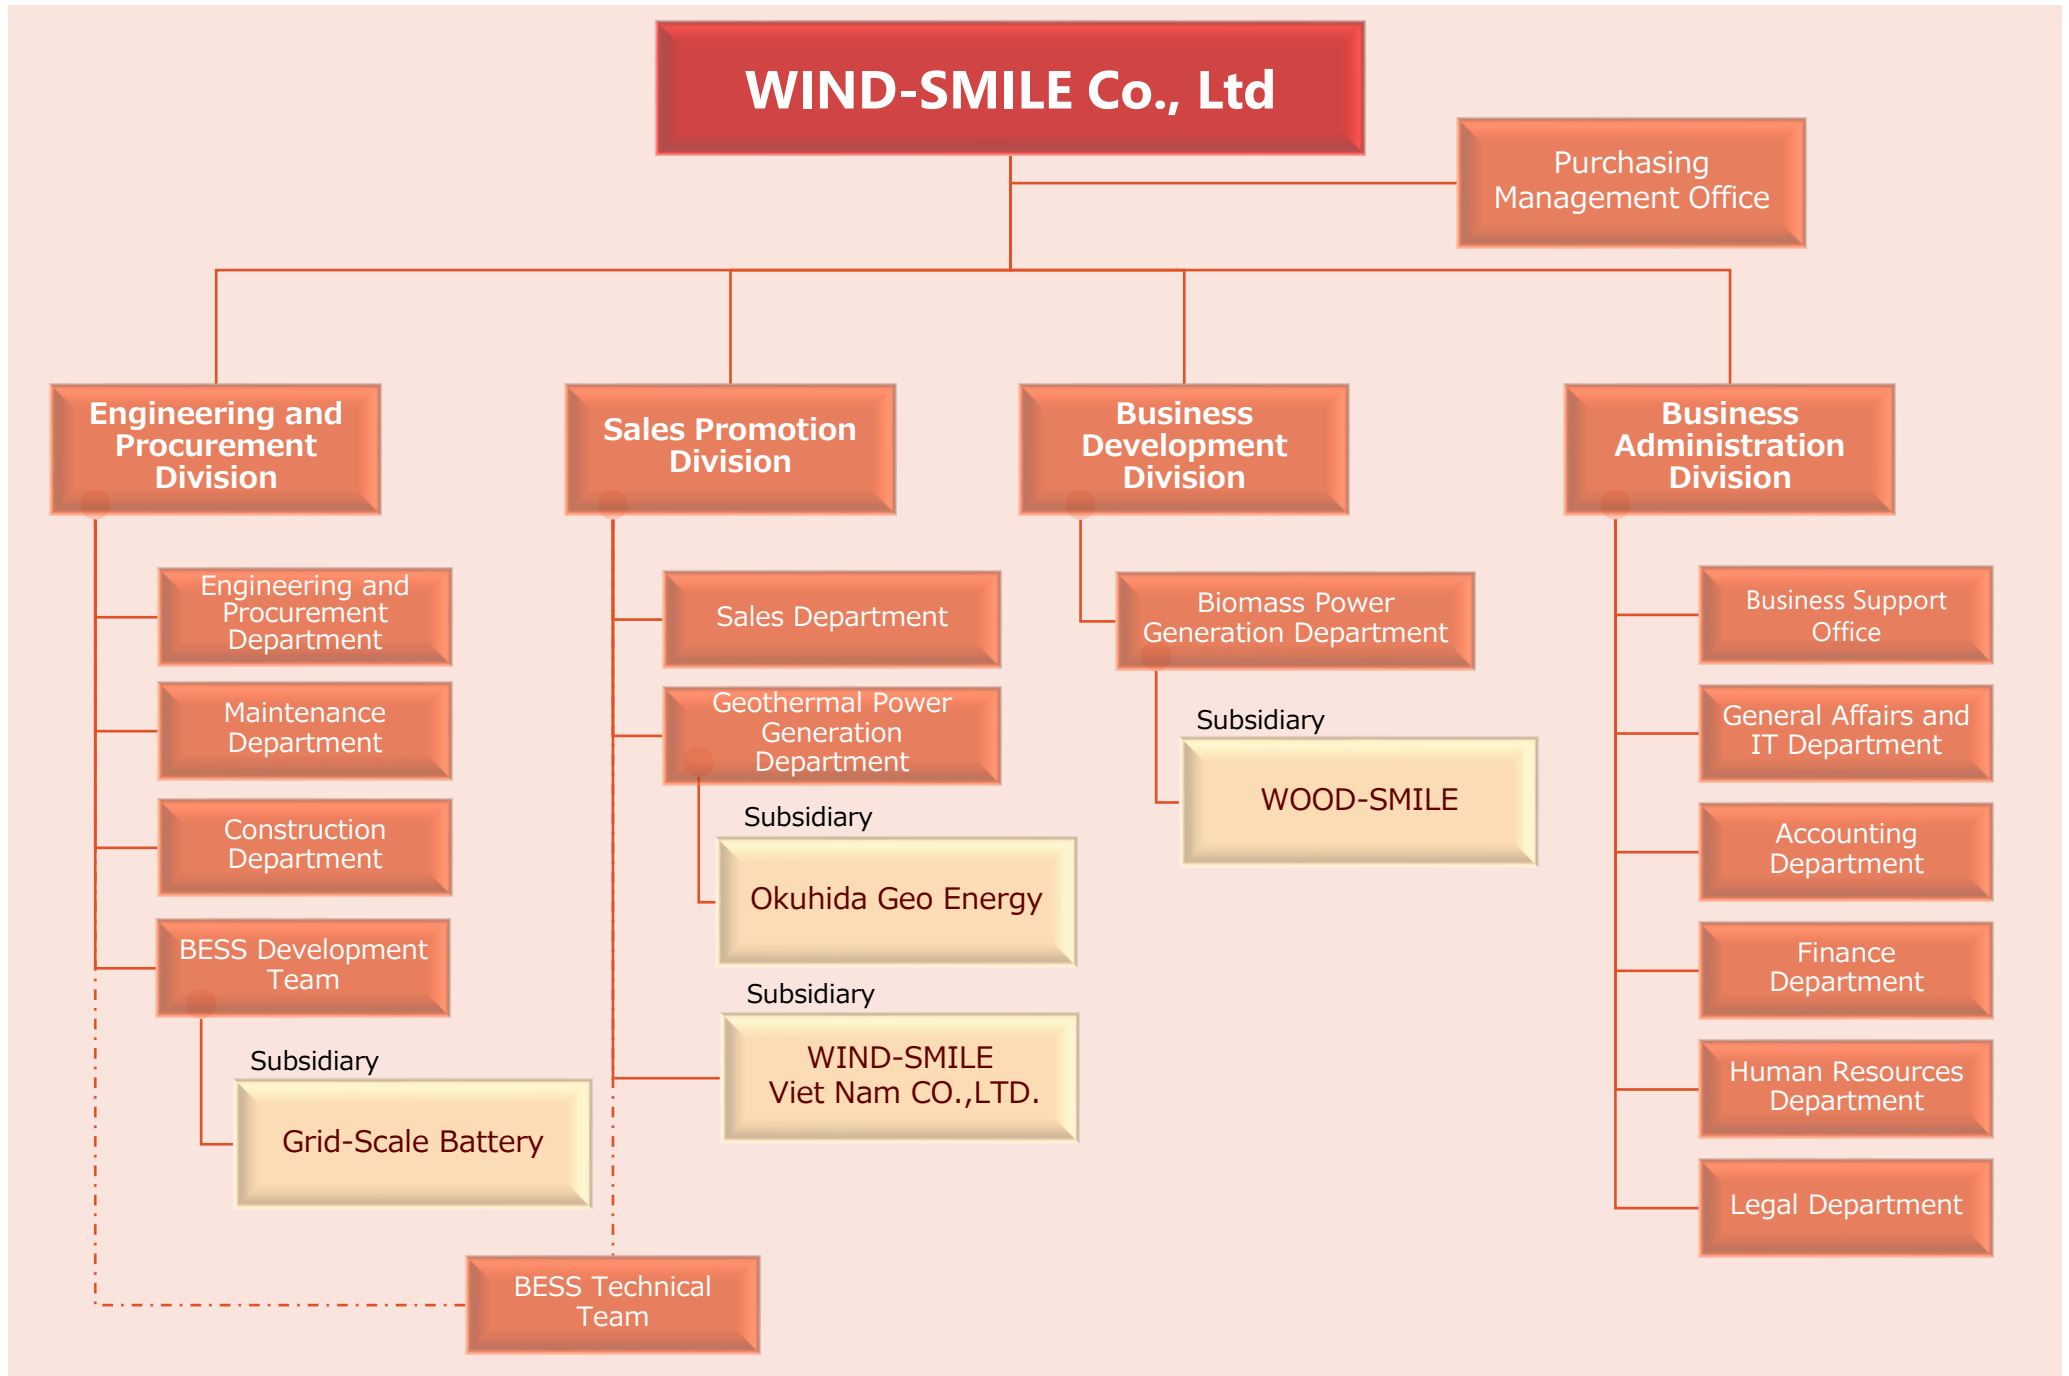 WIND-SMILE Co., Ltd
Purchasing
Management Office
Engineering and
Procurement
Division
Engineering and
Procurement
Department
Maintenance
Department
Construction
Department
BESS Development
Team
Subsidiary
Grid-Scale Battery
Sales Promotion
Division
Sales Department
Geothermal Power
Generation
Department
Subsidiary
Okuhida Geo Energy
Subsidiary
WIND-SMILE
Viet Nam CO.,LTD.
BESS Technical
Team
Business
Development
Division
Biomass Power
Generation Department
Subsidiary
WOOD-SMILE
Business
Administration
Division
Business Support
Office
General Affairs and
IT Department
Accounting
Department
Finance
Department
Human Resources
Department
Legal Department